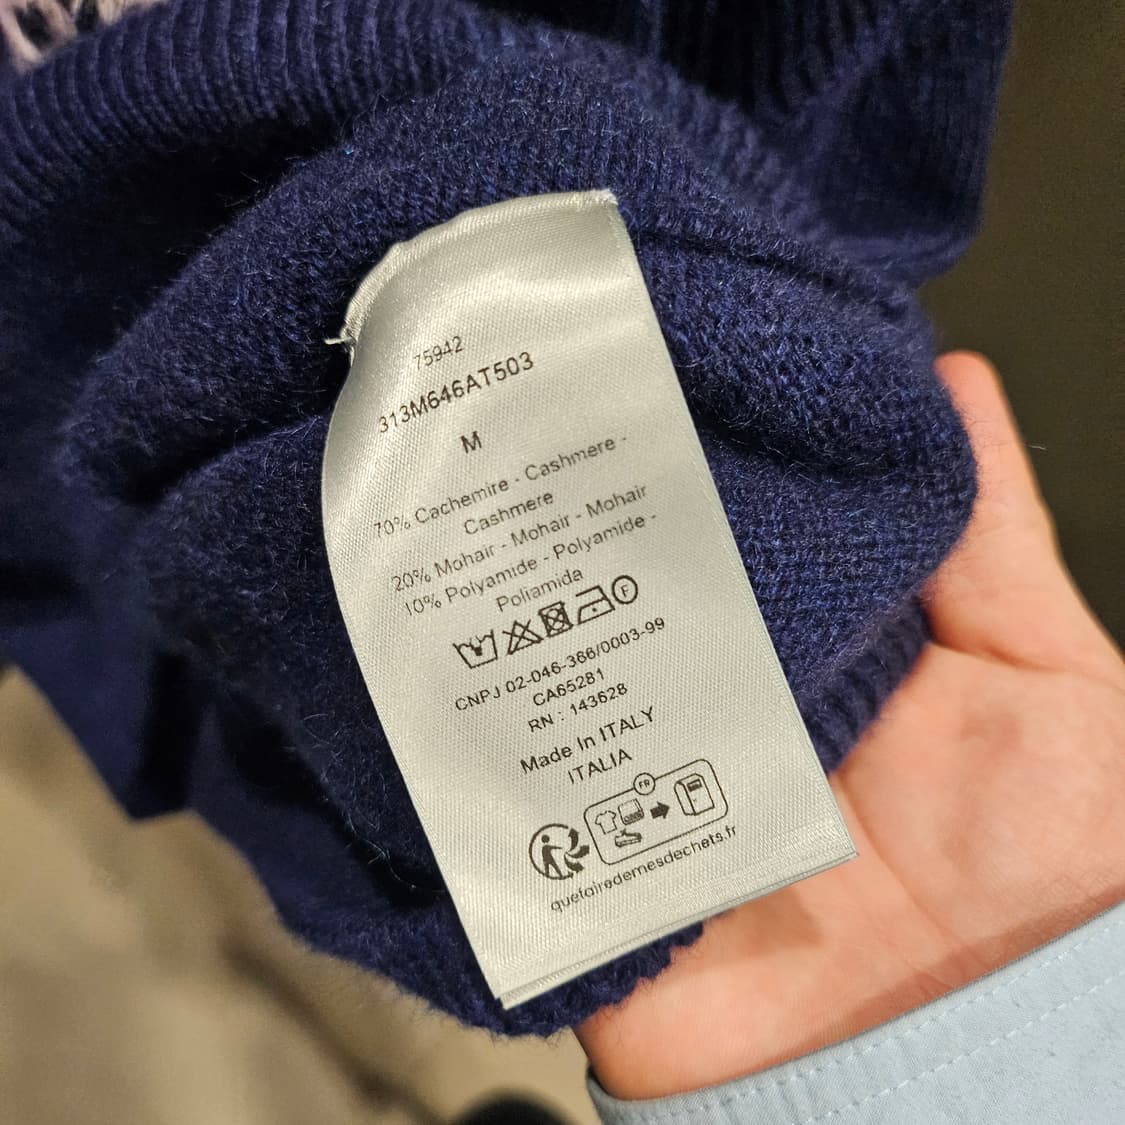 75942
313M646AT503
M
70% Cachemire - Cashmere -
Cashmere
20% Mohair - Mohair - Mohair
10% Polyamide - Polyamide -
Poliamida
F
CNPJ 02-046-366/0003-99
CA65281
RN : 143628
Made In ITALY
ITALIA
FR
quefairedemesdechets.fr